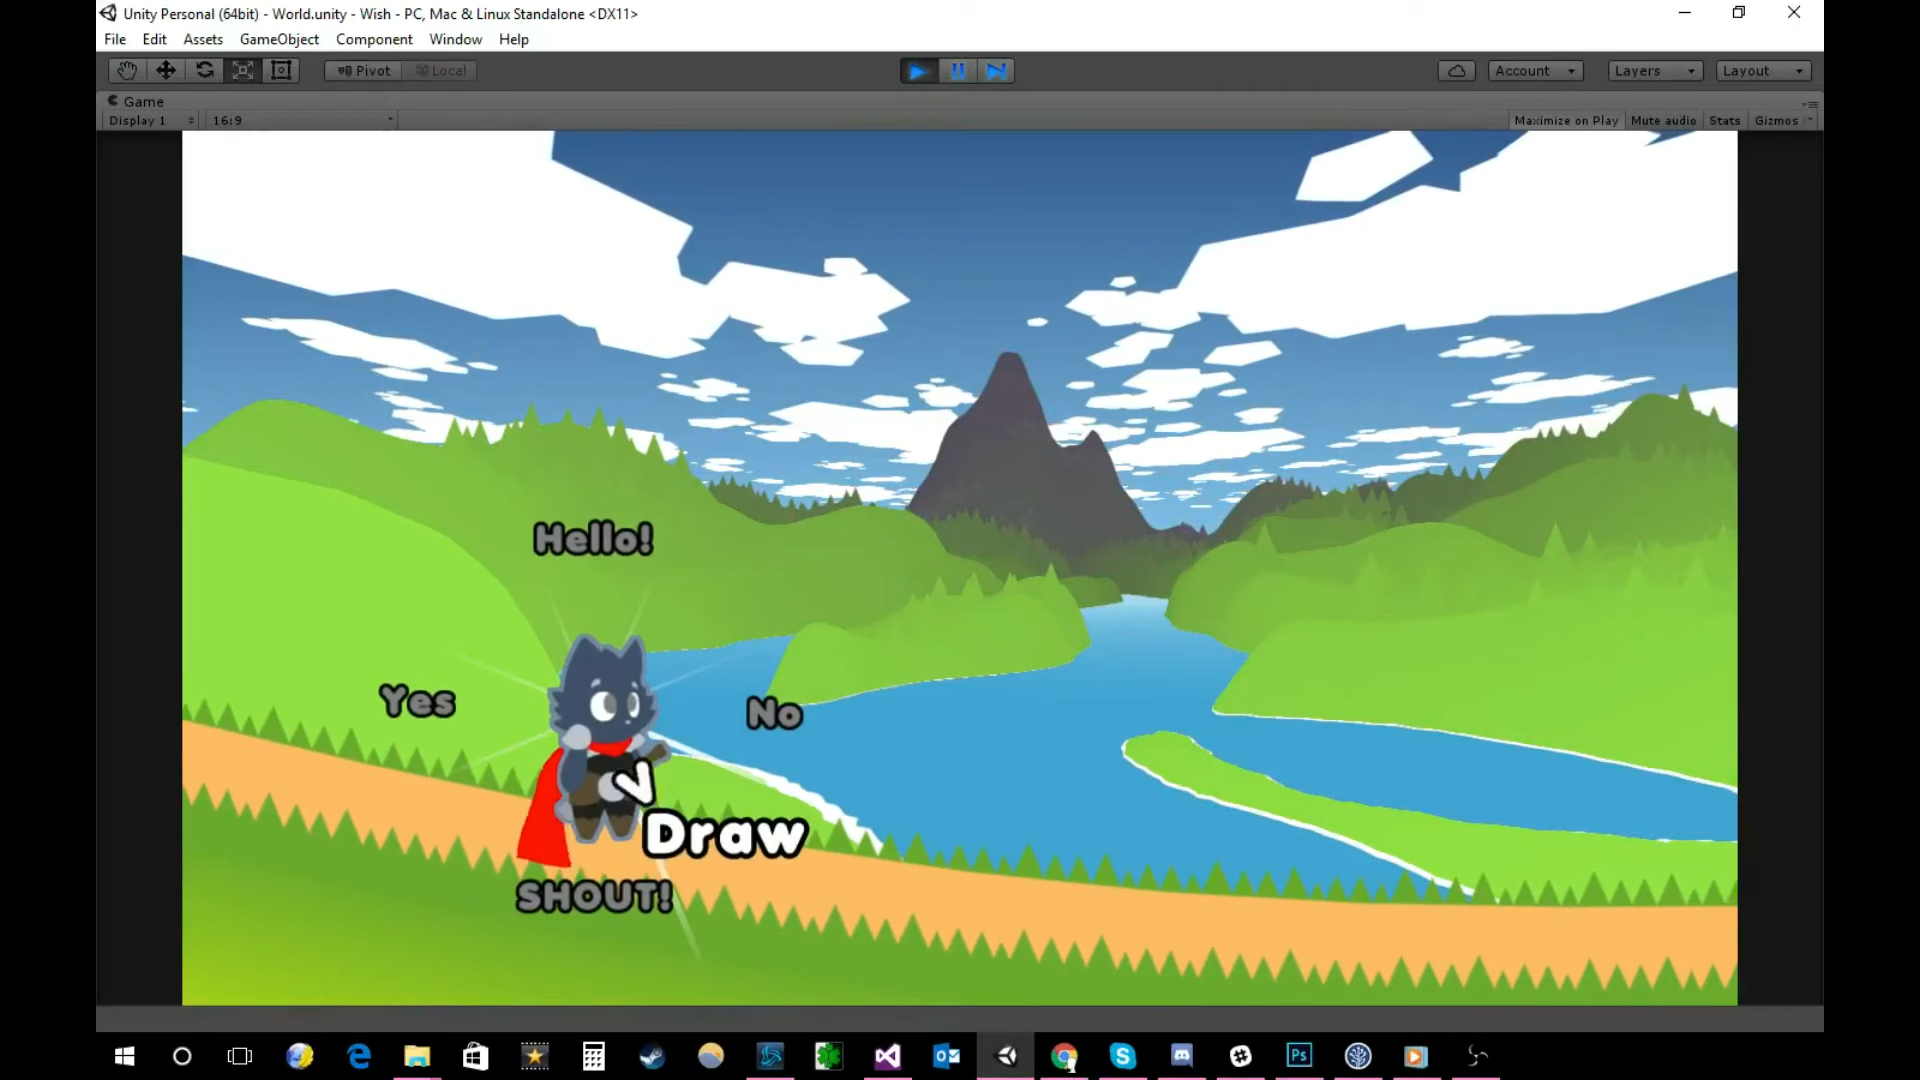 Unity Personal (64bit) - World.unity - Wish - PC, Mac & Linux Standalone <DX11>
File Edit Assets GameObject Component Window Help
Pivot Local Account Layers Layout
Game
Display 1 16:9 Maximize on Play Mute audio Stats Gizmos
Hello!
Yes
No
V
Draw
SHOUT!
Ps